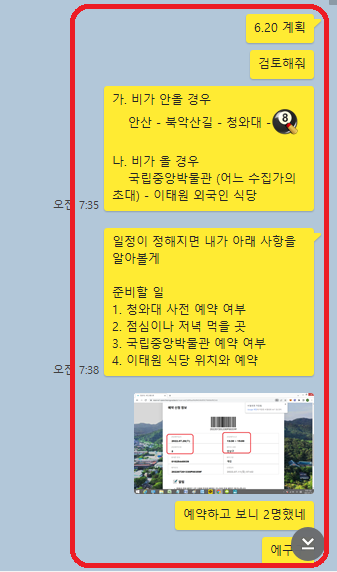 6.20 계획
검토해줘
가. 비가 안올 경우
안산 - 북악산길 - 청와대 -
8
나. 비가 올 경우
국립중앙박물관 (어느 수집가의
초대) - 이태원 외국인 식당
오전 7:35
일정이 정해지면 내가 아래 사항을
알아볼게
준비할 일
1. 청와대 사전 예약 여부
2. 점심이나 저녁 먹을 곳
3. 국립중앙박물관 예약 여부
4. 이태원 식당 위치와 예약
오전 7:38
예약하고 보니 2명했네
에구